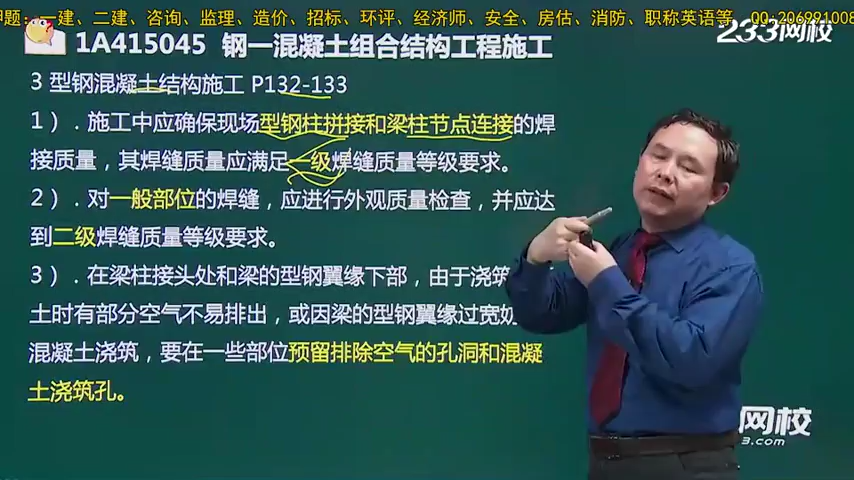 押题：一建、二建、咨询、监理、造价、招标、环评、经济师、安全、房估、消防、职称英语等，QQ:206991008
233网校
1A415045 钢—混凝土组合结构工程施工
3 型钢混凝土结构施工 P132-133
1）．施工中应确保现场型钢柱拼接和梁柱节点连接的焊
接质量，其焊缝质量应满足一级焊缝质量等级要求。
2）．对一般部位的焊缝，应进行外观质量检查，并应达
到二级焊缝质量等级要求。
3）．在梁柱接头处和梁的型钢翼缘下部，由于浇筑
土时有部分空气不易排出，或因梁的型钢翼缘过宽妨
混凝土浇筑，要在一些部位预留排除空气的孔洞和混凝
土浇筑孔。
网校
3.com